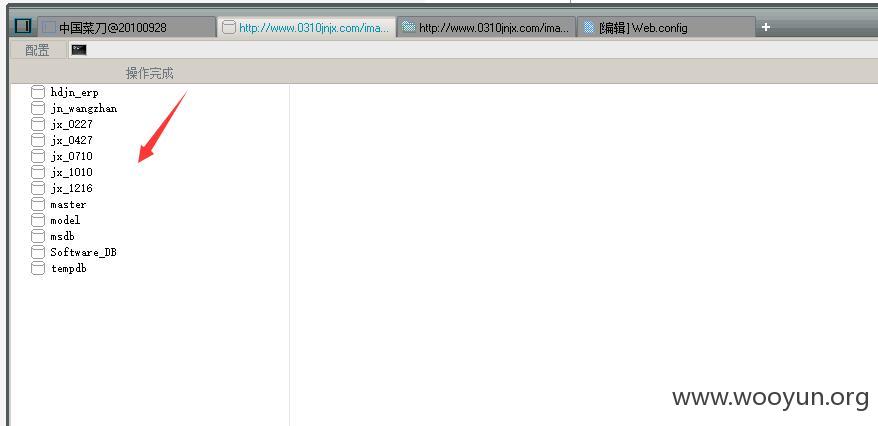 中国菜刀@20100928 http://www.0310jnjx.com/ima... http://www.0310jnjx.com/ima... [编辑] Web.config +
配置
操作完成
hdjn_erp
jn_wangzhan
jx_0227
jx_0427
jx_0710
jx_1010
jx_1216
master
model
msdb
Software_DB
tempdb
www.wooyun.org